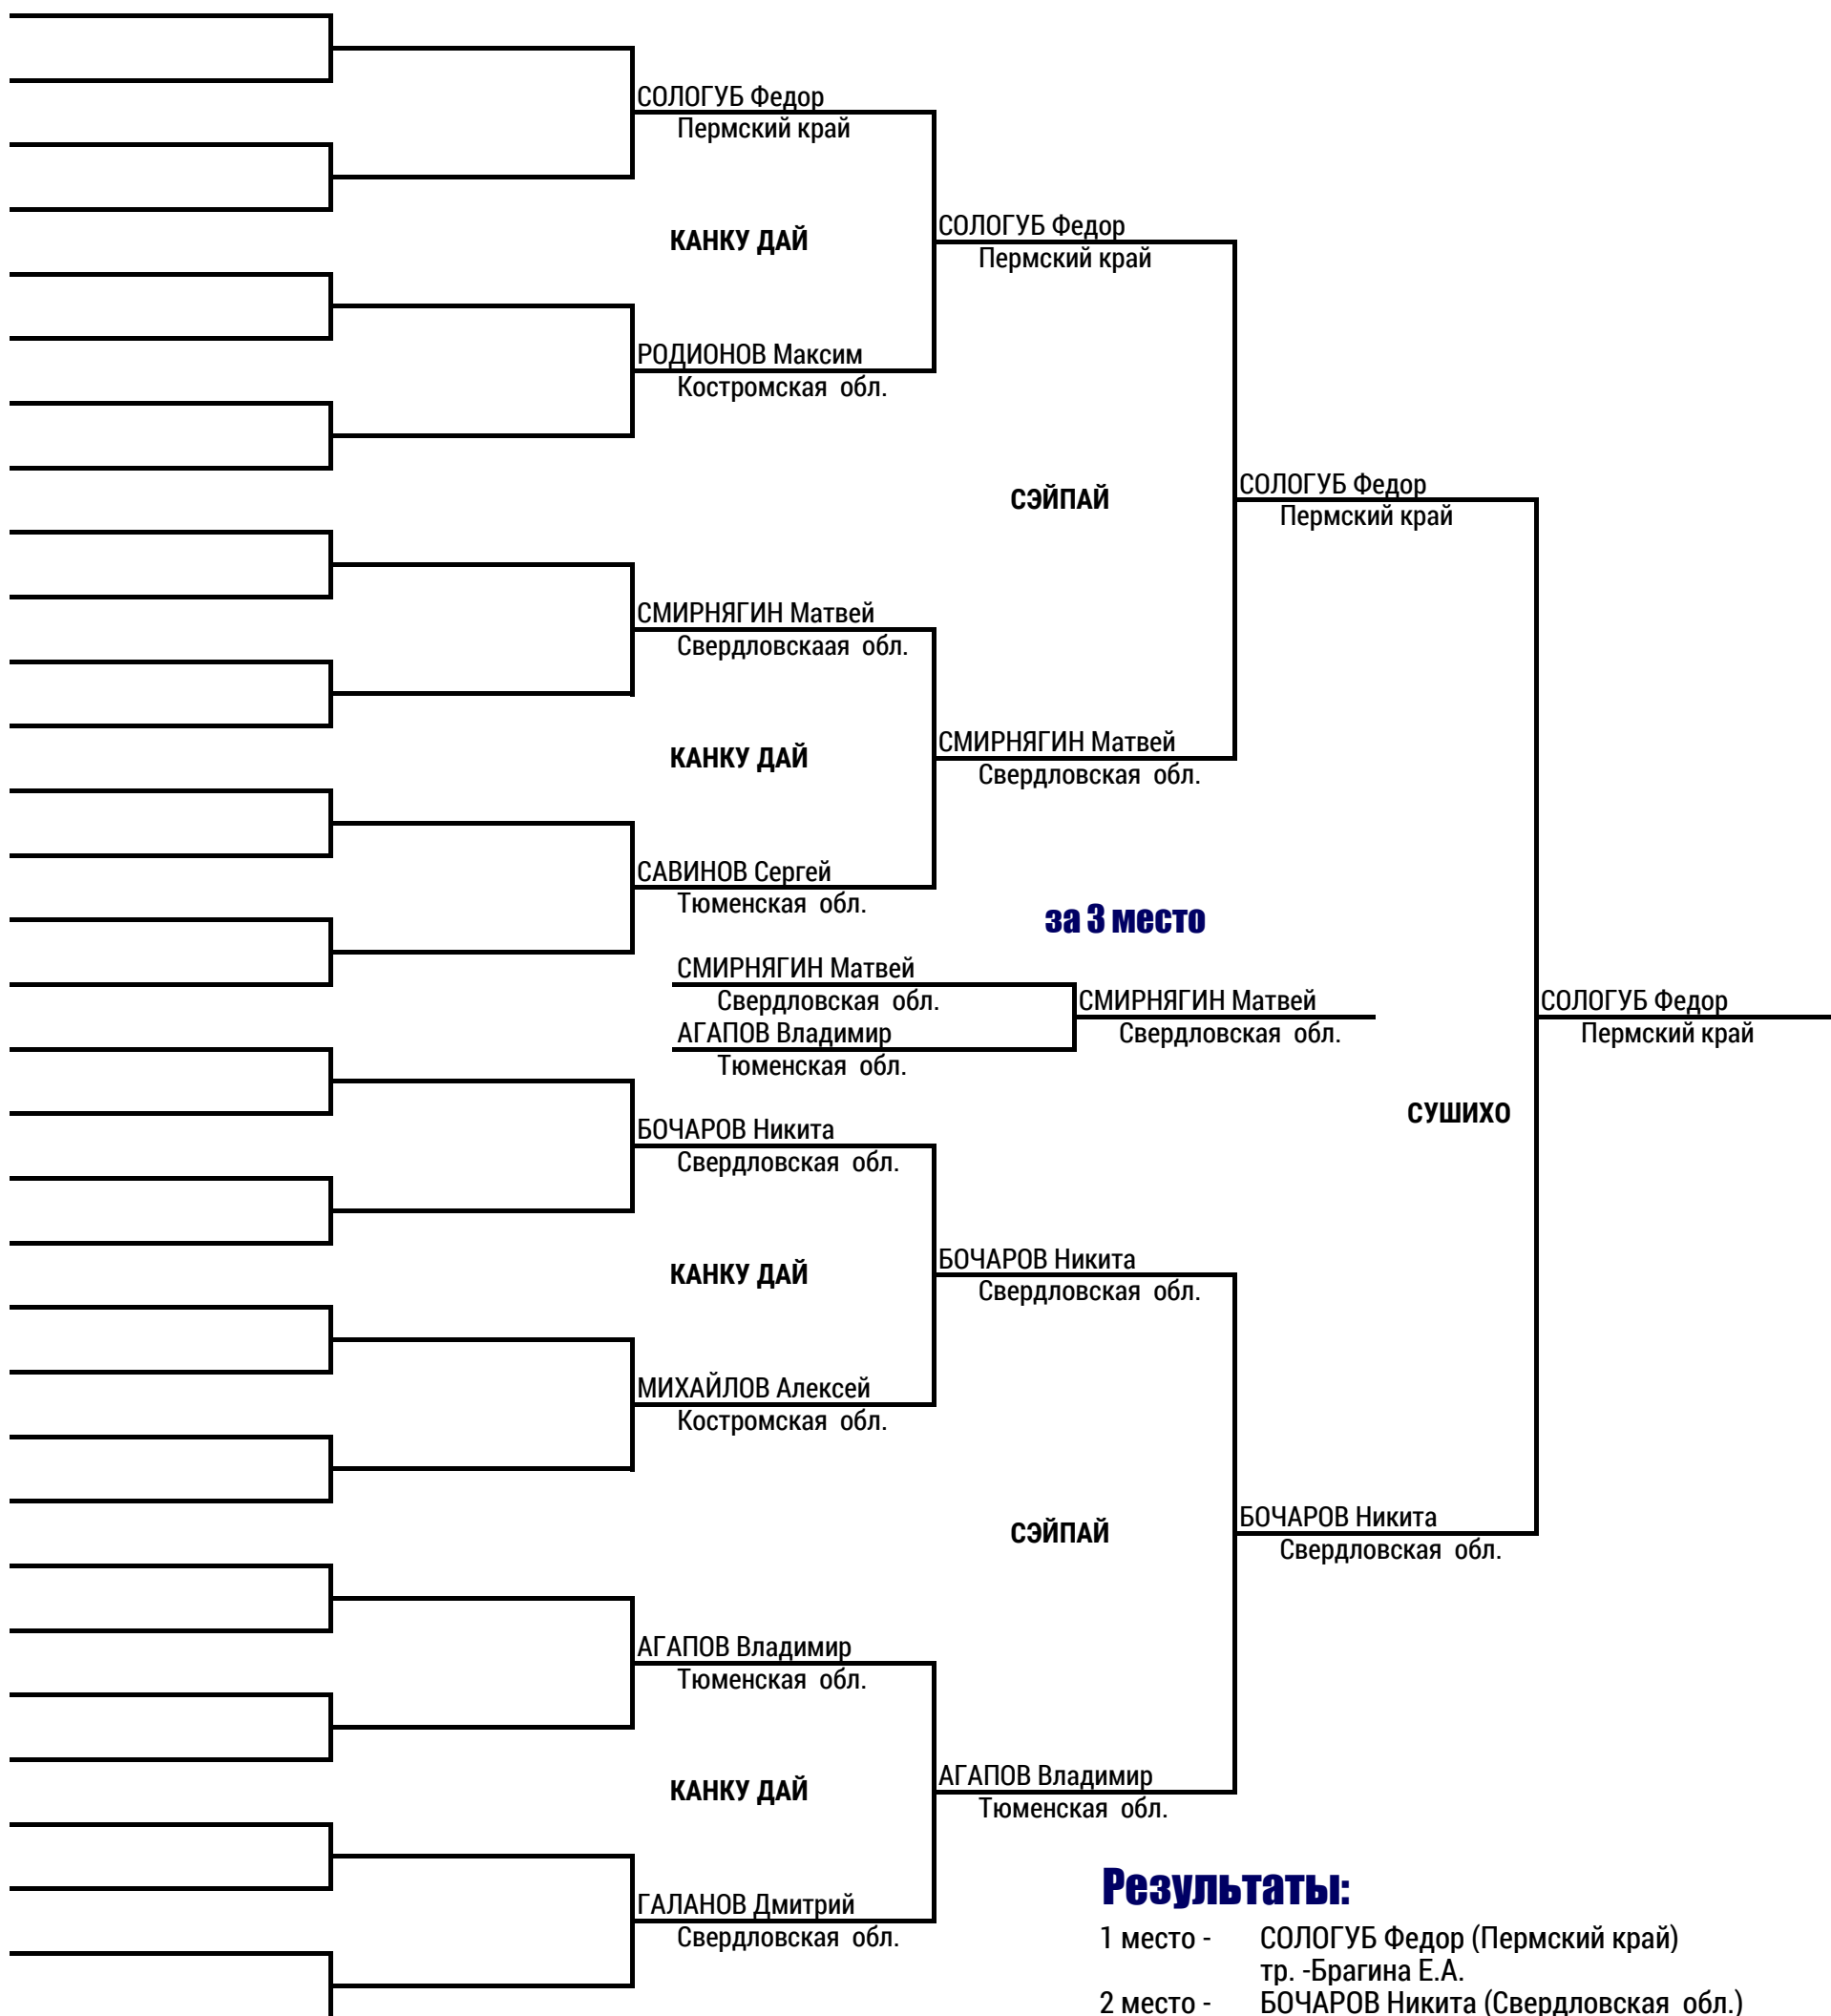 СОЛОГУБ Федор
Пермский край
СОЛОГУБ Федор
КАНКУ ДАЙ
Пермский край
РОДИОНОВ Максим
Костромская обл.
СОЛОГУБ Федор
СЭЙПАЙ
Пермский край
СМИРНЯГИН Матвей
Свердловскаая обл.
СМИРНЯГИН Матвей
КАНКУ ДАЙ
Свердловская обл.
САВИНОВ Сергей
Тюменская обл.
за 3 место
СМИРНЯГИН Матвей
Свердловская обл.
СМИРНЯГИН Матвей
СОЛОГУБ Федор
АГАПОВ Владимир
Свердловская обл.
Пермский край
Тюменская обл.
СУШИХО
БОЧАРОВ Никита
Свердловская обл.
БОЧАРОВ Никита
КАНКУ ДАЙ
Свердловская обл.
МИХАЙЛОВ Алексей
Костромская обл.
БОЧАРОВ Никита
СЭЙПАЙ
Свердловская обл.
АГАПОВ Владимир
Тюменская обл.
АГАПОВ Владимир
КАНКУ ДАЙ
Тюменская обл.
Результаты:
ГАЛАНОВ Дмитрий
Свердловская обл.
1 место - СОЛОГУБ Федор (Пермский край)
тр. -Брагина Е.А.
2 место - БОЧАРОВ Никита (Свердловская обл.)